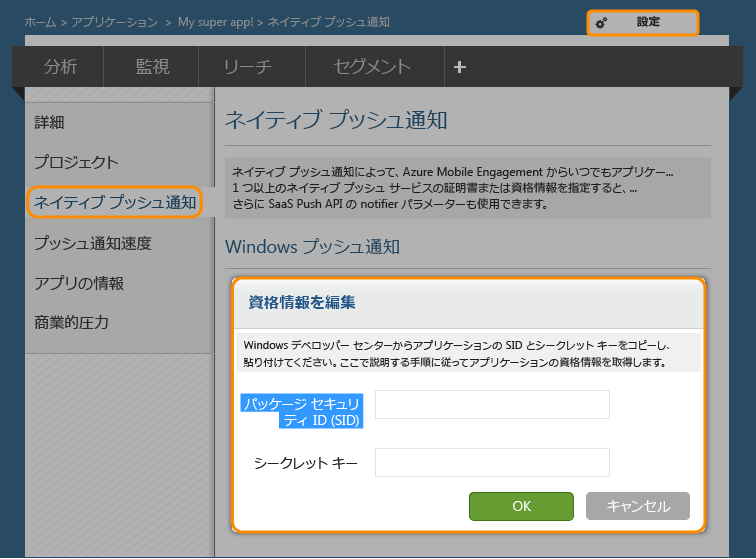 ホーム > アプリケーション > My super app! > ネイティブ プッシュ通知
設定
分析 監視 リーチ セグメント +
詳細
プロジェクト
ネイティブ プッシュ通知
プッシュ通知速度
アプリの情報
商業的圧力
ネイティブ プッシュ通知
ネイティブ プッシュ通知によって、Azure Mobile Engagement からいつでもアプリケー...
1 つ以上のネイティブ プッシュ サービスの証明書または資格情報を指定すると、...
さらに SaaS Push API の notifier パラメーターも使用できます。
Windows プッシュ通知
資格情報を編集
Windows デベロッパー センターからアプリケーションの SID とシークレット キーをコピーし、
貼り付けてください。ここで説明する手順に従ってアプリケーションの資格情報を取得します。
パッケージ セキュリ
ティ ID (SID)
シークレット キー
OK キャンセル